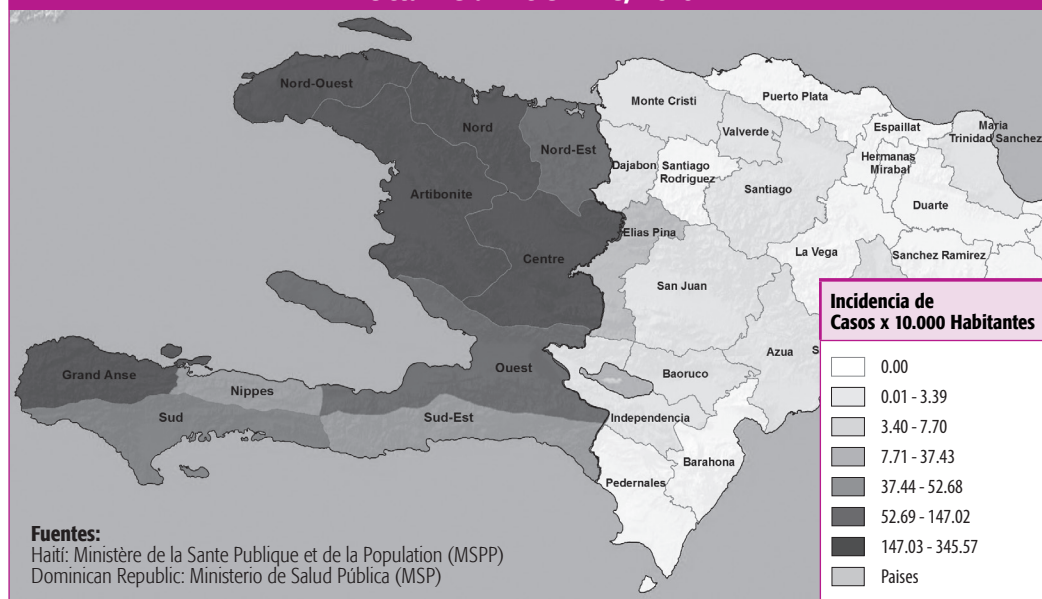 Nord-Ouest
Nord
Nord-Est
Artibonite
Centre
Ouest
Grand Anse
Nippes
Sud
Sud-Est
Monte Cristi
Puerto Plata
Valverde
Espaillat
Maria
Trinidad Sanchez
Dajabon
Santiago
Rodriguez
Santiago
Hermanas
Mirabal
Duarte
Elias Pina
La Vega
Sanchez Ramirez
San Juan
Azua
S
Baoruco
Independencia
Barahona
Pedernales
Incidencia de
Casos x 10.000 Habitantes
0.00
0.01 - 3.39
3.40 - 7.70
7.71 - 37.43
37.44 - 52.68
52.69 - 147.02
147.03 - 345.57
Paises
Fuentes:
Haití: Ministère de la Sante Publique et de la Population (MSPP)
Dominican Republic: Ministerio de Salud Pública (MSP)